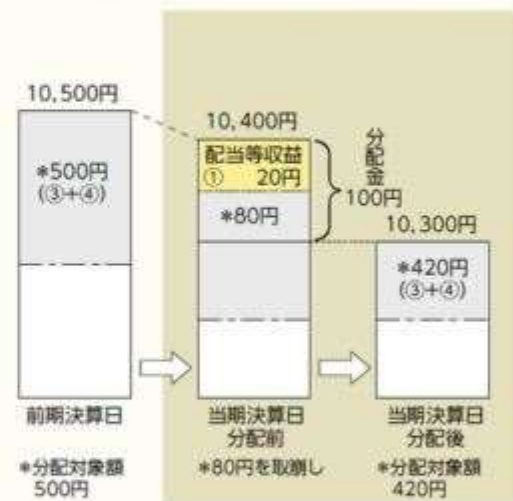 10,500円
*500円
(③+④)
前期決算日
*分配対象額
500円
10,400円
配当等収益
① 20円
*80円
分配金
100円
当期決算日
分配前
*80円を取崩し
10,300円
*420円
(③+④)
当期決算日
分配後
*分配対象額
420円